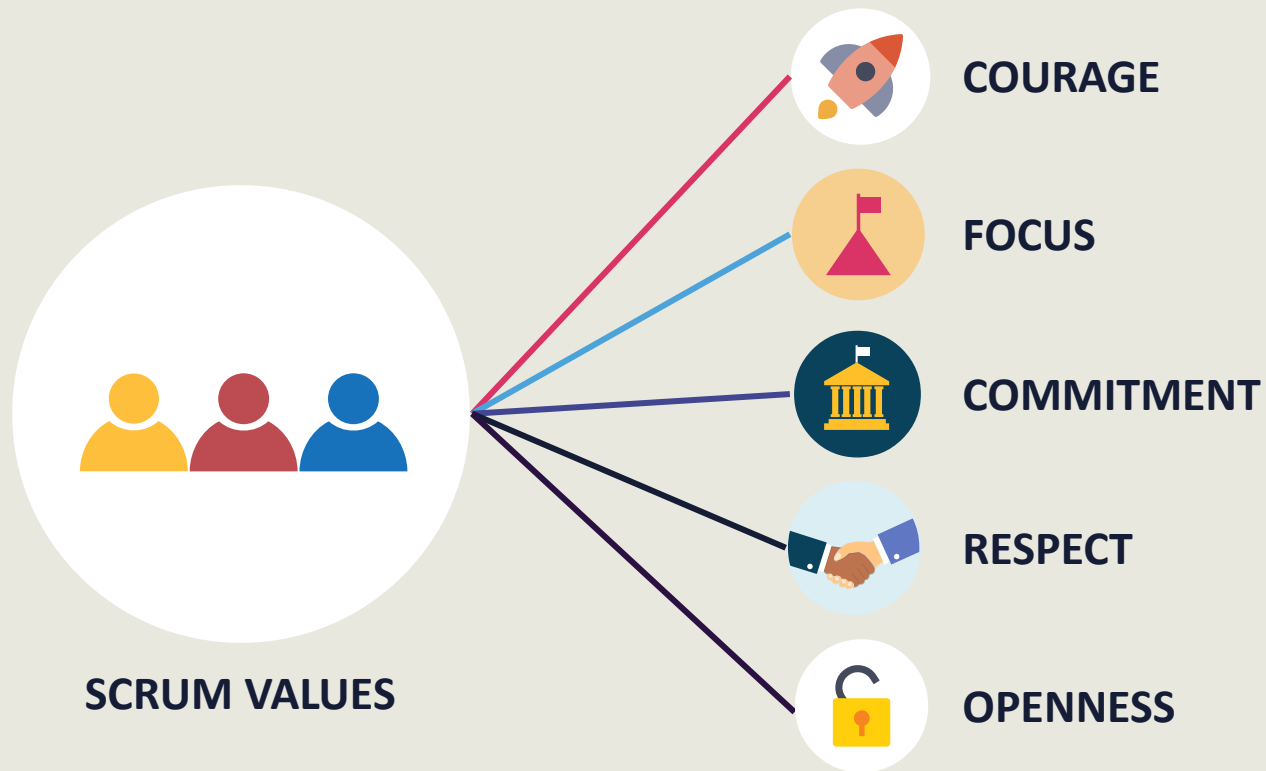 SCRUM VALUES
COURAGE
FOCUS
COMMITMENT
RESPECT
OPENNESS